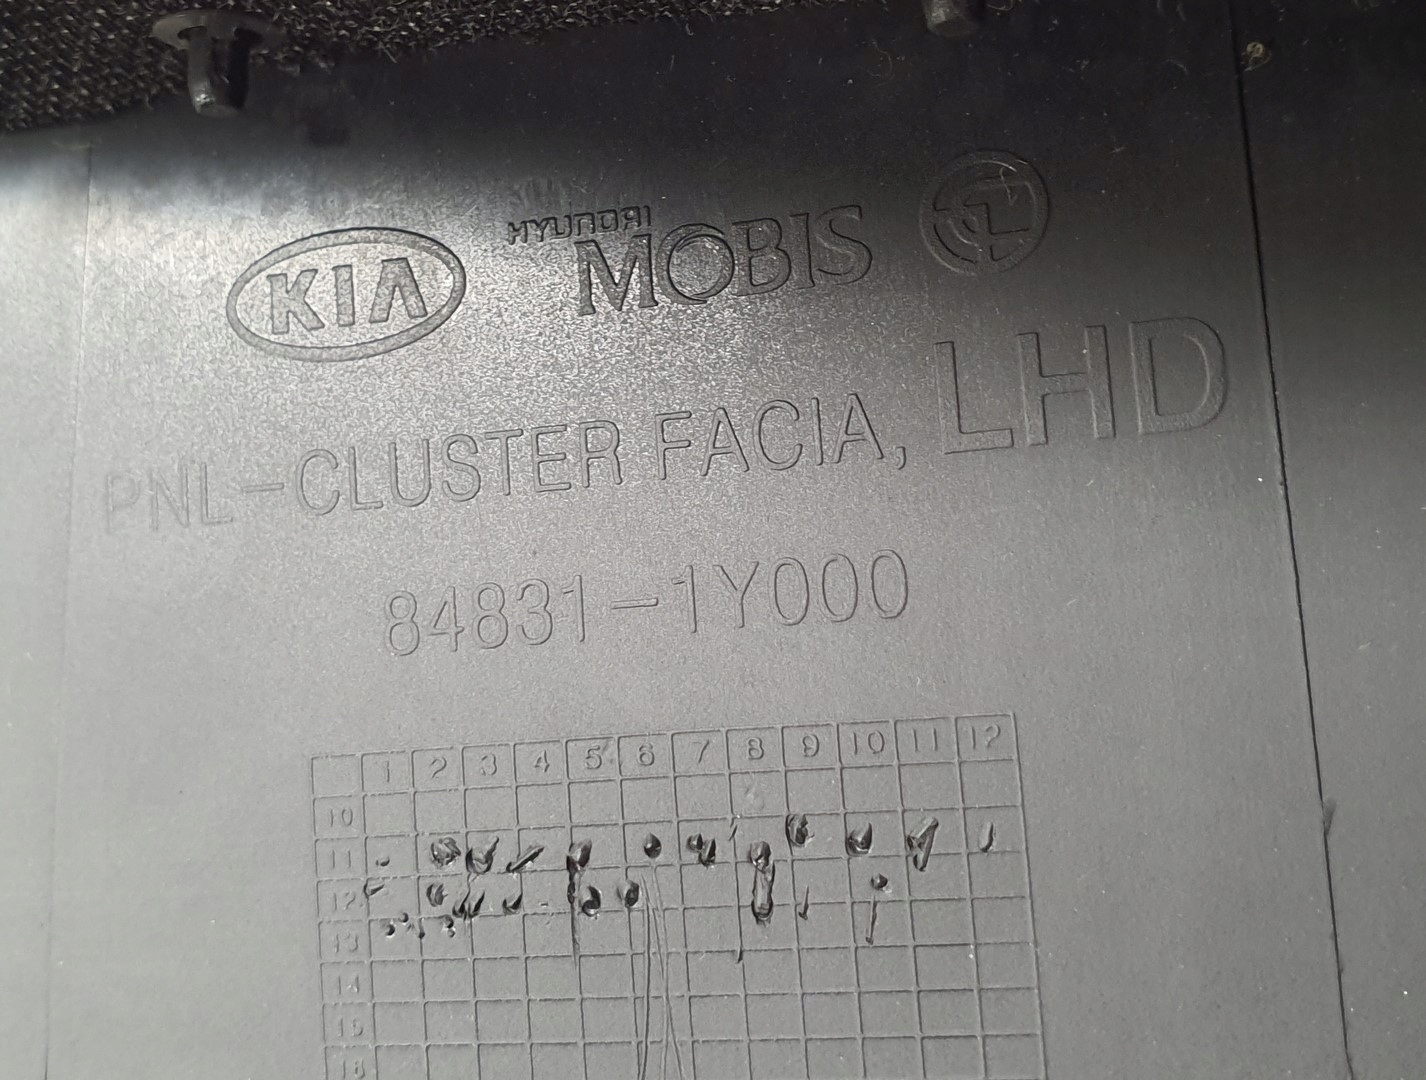 KIA
HYUNDAI
MOBIS
PNL-CLUSTER FACIA, LHD
84831-1Y000
1 2 3 4 5 6 7 8 9 10 11 12
10
11
12
13
14
15
16